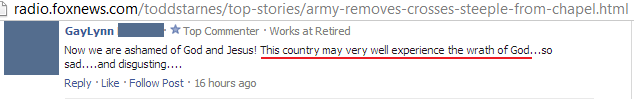 radio.foxnews.com/toddstarnes/top-stories/army-removes-crosses-steeple-from-chapel.html
GayLynn · Top Commenter · Works at Retired
Now we are ashamed of God and Jesus! This country may very well experience the wrath of God...so
sad....and disgusting....
Reply · Like · Follow Post · 16 hours ago